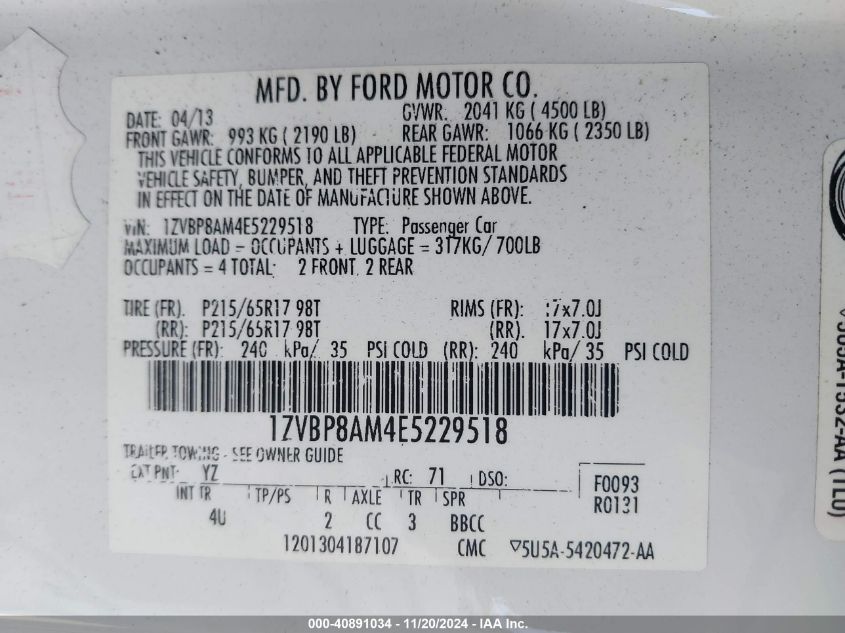 MFD. BY FORD MOTOR CO.
DATE: 04/13 GVWR: 2041 KG ( 4500 LB)
FRONT GAWR: 993 KG ( 2190 LB) REAR GAWR: 1066 KG ( 2350 LB)
THIS VEHICLE CONFORMS TO ALL APPLICABLE FEDERAL MOTOR
VEHICLE SAFETY, BUMPER, AND THEFT PREVENTION STANDARDS
IN EFFECT ON THE DATE OF MANUFACTURE SHOWN ABOVE.
VIN: 1ZVBP8AM4E5229518 TYPE: Passenger Car
MAXIMUM LOAD = OCCUPANTS + LUGGAGE = 317KG/ 700LB
OCCUPANTS = 4 TOTAL: 2 FRONT, 2 REAR
TIRE (FR). P215/65R17 98T RIMS (FR): 17x7.0J
(RR): P215/65R17 98T (RR). 17x7.0J
PRESSURE (FR): 240 kPa/ 35 PSI COLD (RR): 240 kPa/ 35 PSI COLD
1ZVBP8AM4E5229518
TRAILER TOWING - SEE OWNER GUIDE
EXT PNT: YZ RC: 71 DSO: F0093
INT TR TP/PS R AXLE TR SPR R0131
4U 2 CC 3 BBCC
1201304187107 CMC ▽5U5A-5420472-AA
(TL0)
000-40891034 - 11/20/2024 - IAA Inc.